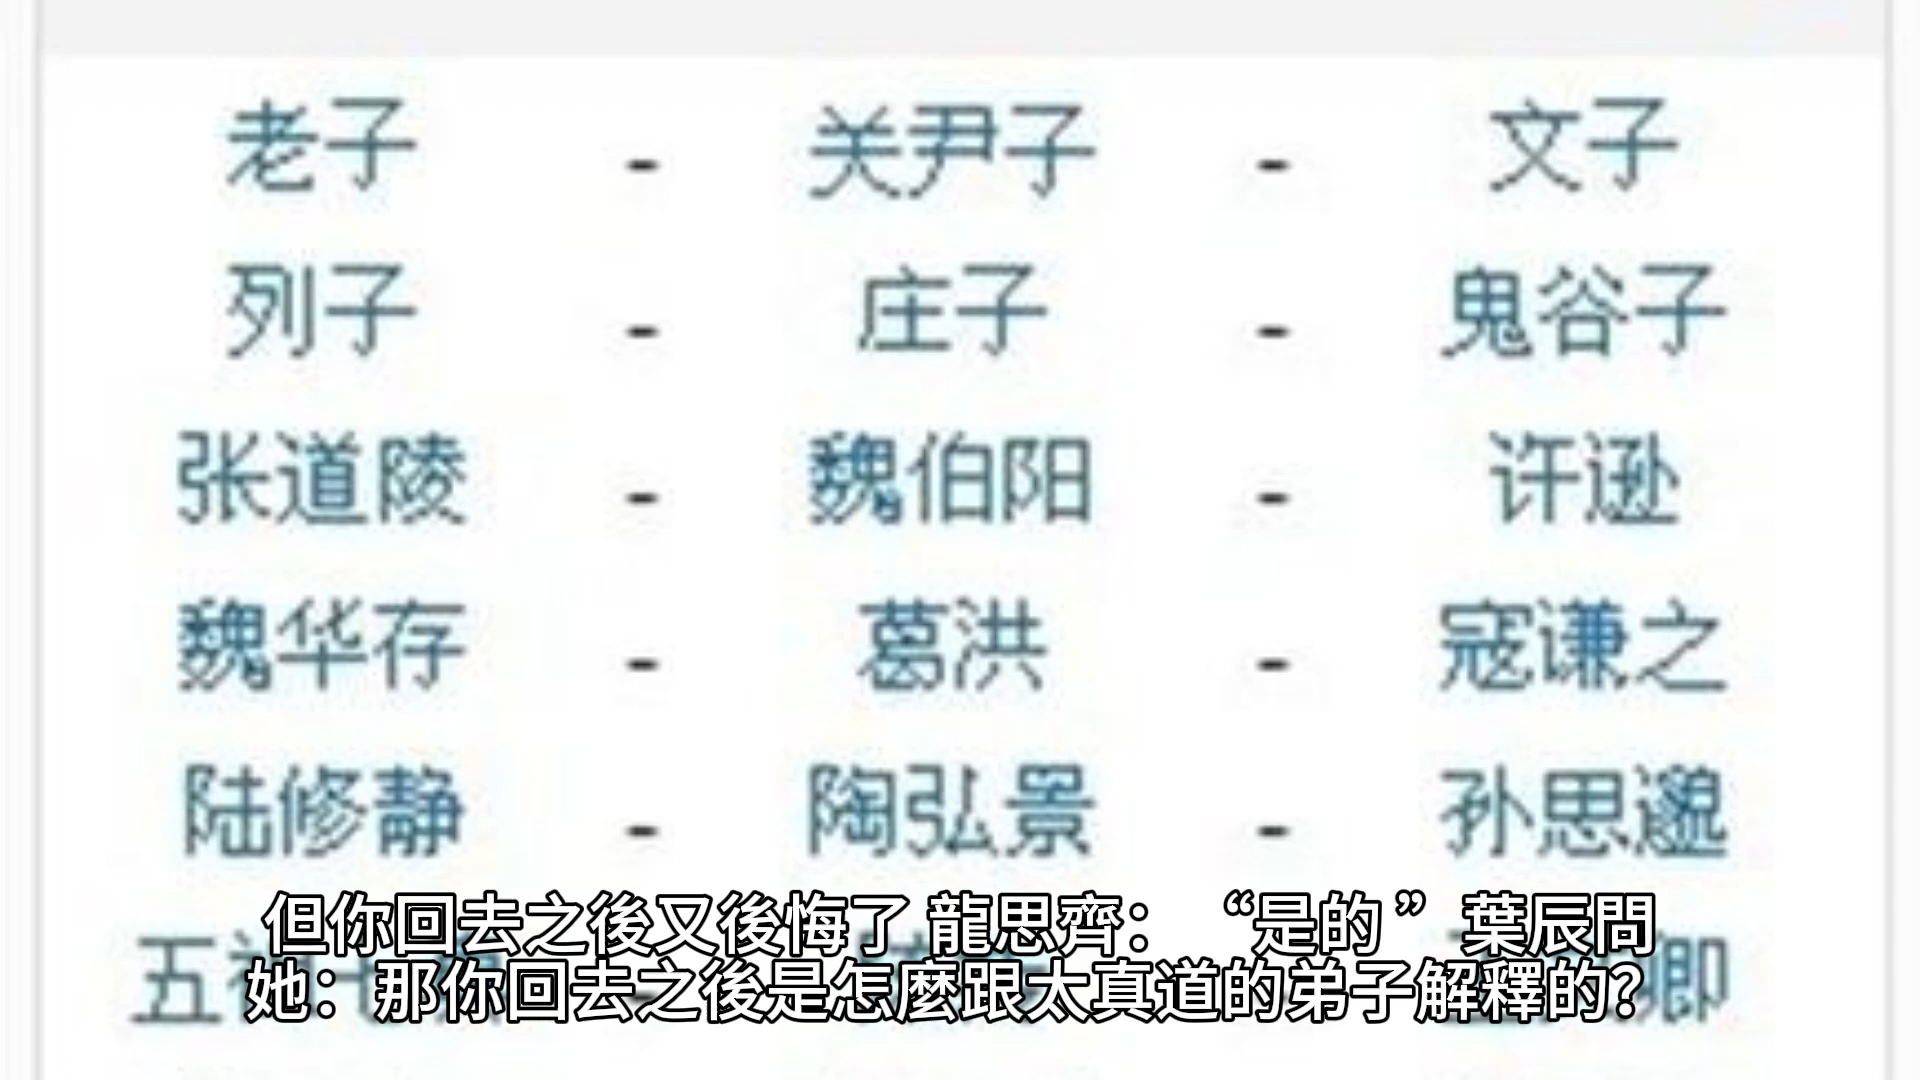 老子 - 关尹子 - 文子
列子 - 庄子 - 鬼谷子
张道陵 - 魏伯阳 - 许逊
魏华存 - 葛洪 - 寇谦之
陆修静 - 陶弘景 - 孙思邈
五 卿
但你回去之後又後悔了 龍思齊：“是的”葉辰問
她：那你回去之後是怎麼跟太真道的弟子解釋的？